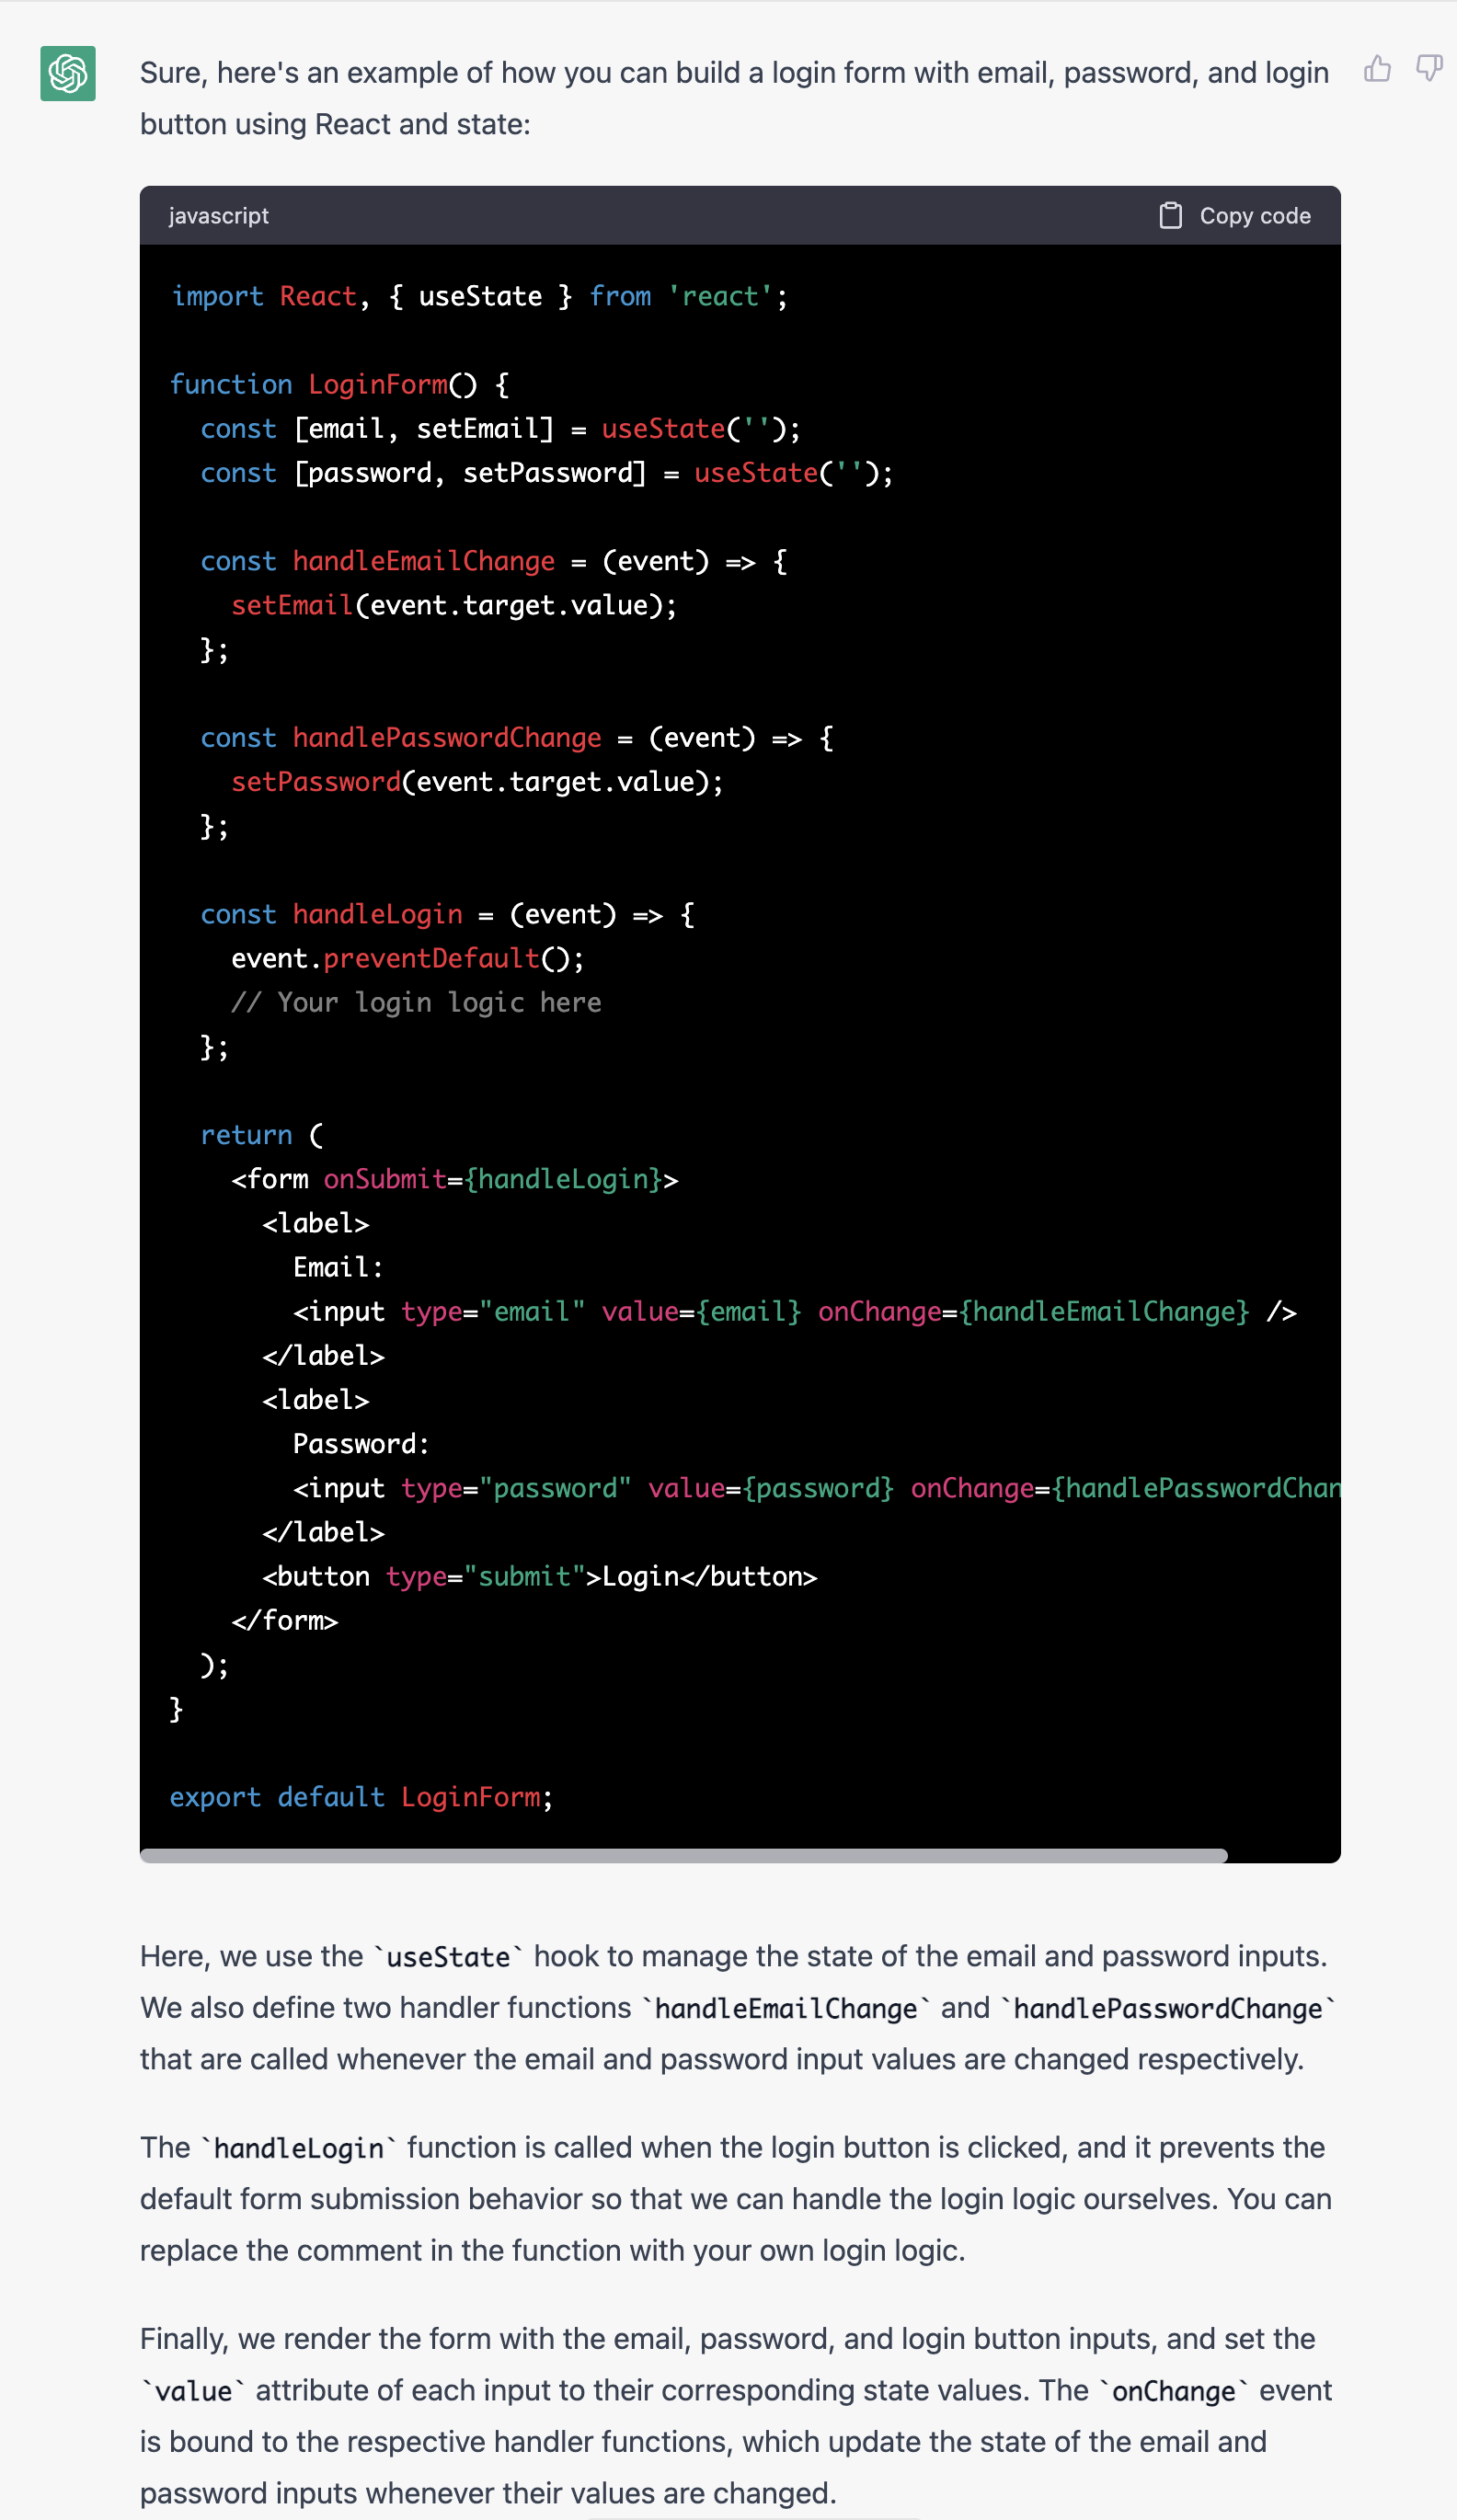 Sure, here's an example of how you can build a login form with email, password, and login
button using React and state:
javascript
Copy code
import React, { useState } from 'react';
function LoginForm() {
const [email, setEmail] = useState('');
const [password, setPassword] = useState('');
const handleEmailChange = (event) => {
setEmail(event.target.value);
};
const handlePasswordChange = (event) => {
setPassword(event.target.value);
};
const handleLogin = (event) => {
event.preventDefault();
// Your login logic here
};
return (
<form onSubmit={handleLogin}>
<label>
Email:
<input type="email" value={email} onChange={handleEmailChange} />
</label>
<label>
Password:
<input type="password" value={password} onChange={handlePasswordChan
</label>
<button type="submit">Login</button>
</form>
);
}
export default LoginForm;
Here, we use the `useState` hook to manage the state of the email and password inputs.
We also define two handler functions `handleEmailChange` and `handlePasswordChange`
that are called whenever the email and password input values are changed respectively.
The `handleLogin` function is called when the login button is clicked, and it prevents the
default form submission behavior so that we can handle the login logic ourselves. You can
replace the comment in the function with your own login logic.
Finally, we render the form with the email, password, and login button inputs, and set the
`value` attribute of each input to their corresponding state values. The `onChange` event
is bound to the respective handler functions, which update the state of the email and
password inputs whenever their values are changed.